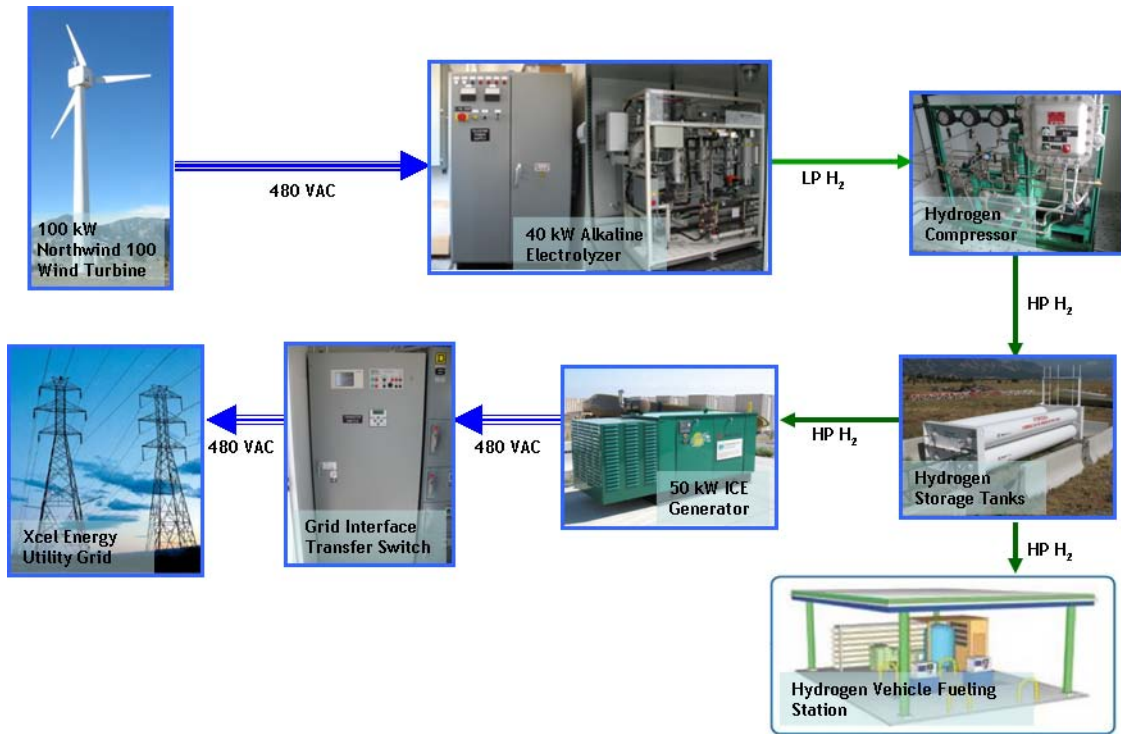 100 kW
Northwind 100
Wind Turbine
480 VAC
40 kW Alkaline
Electrolyzer
LP H₂
Hydrogen
Compressor
HP H₂
Xcel Energy
Utility Grid
480 VAC
Grid Interface
Transfer Switch
480 VAC
50 kW ICE
Generator
HP H₂
Hydrogen
Storage Tanks
HP H₂
Hydrogen Vehicle Fueling
Station